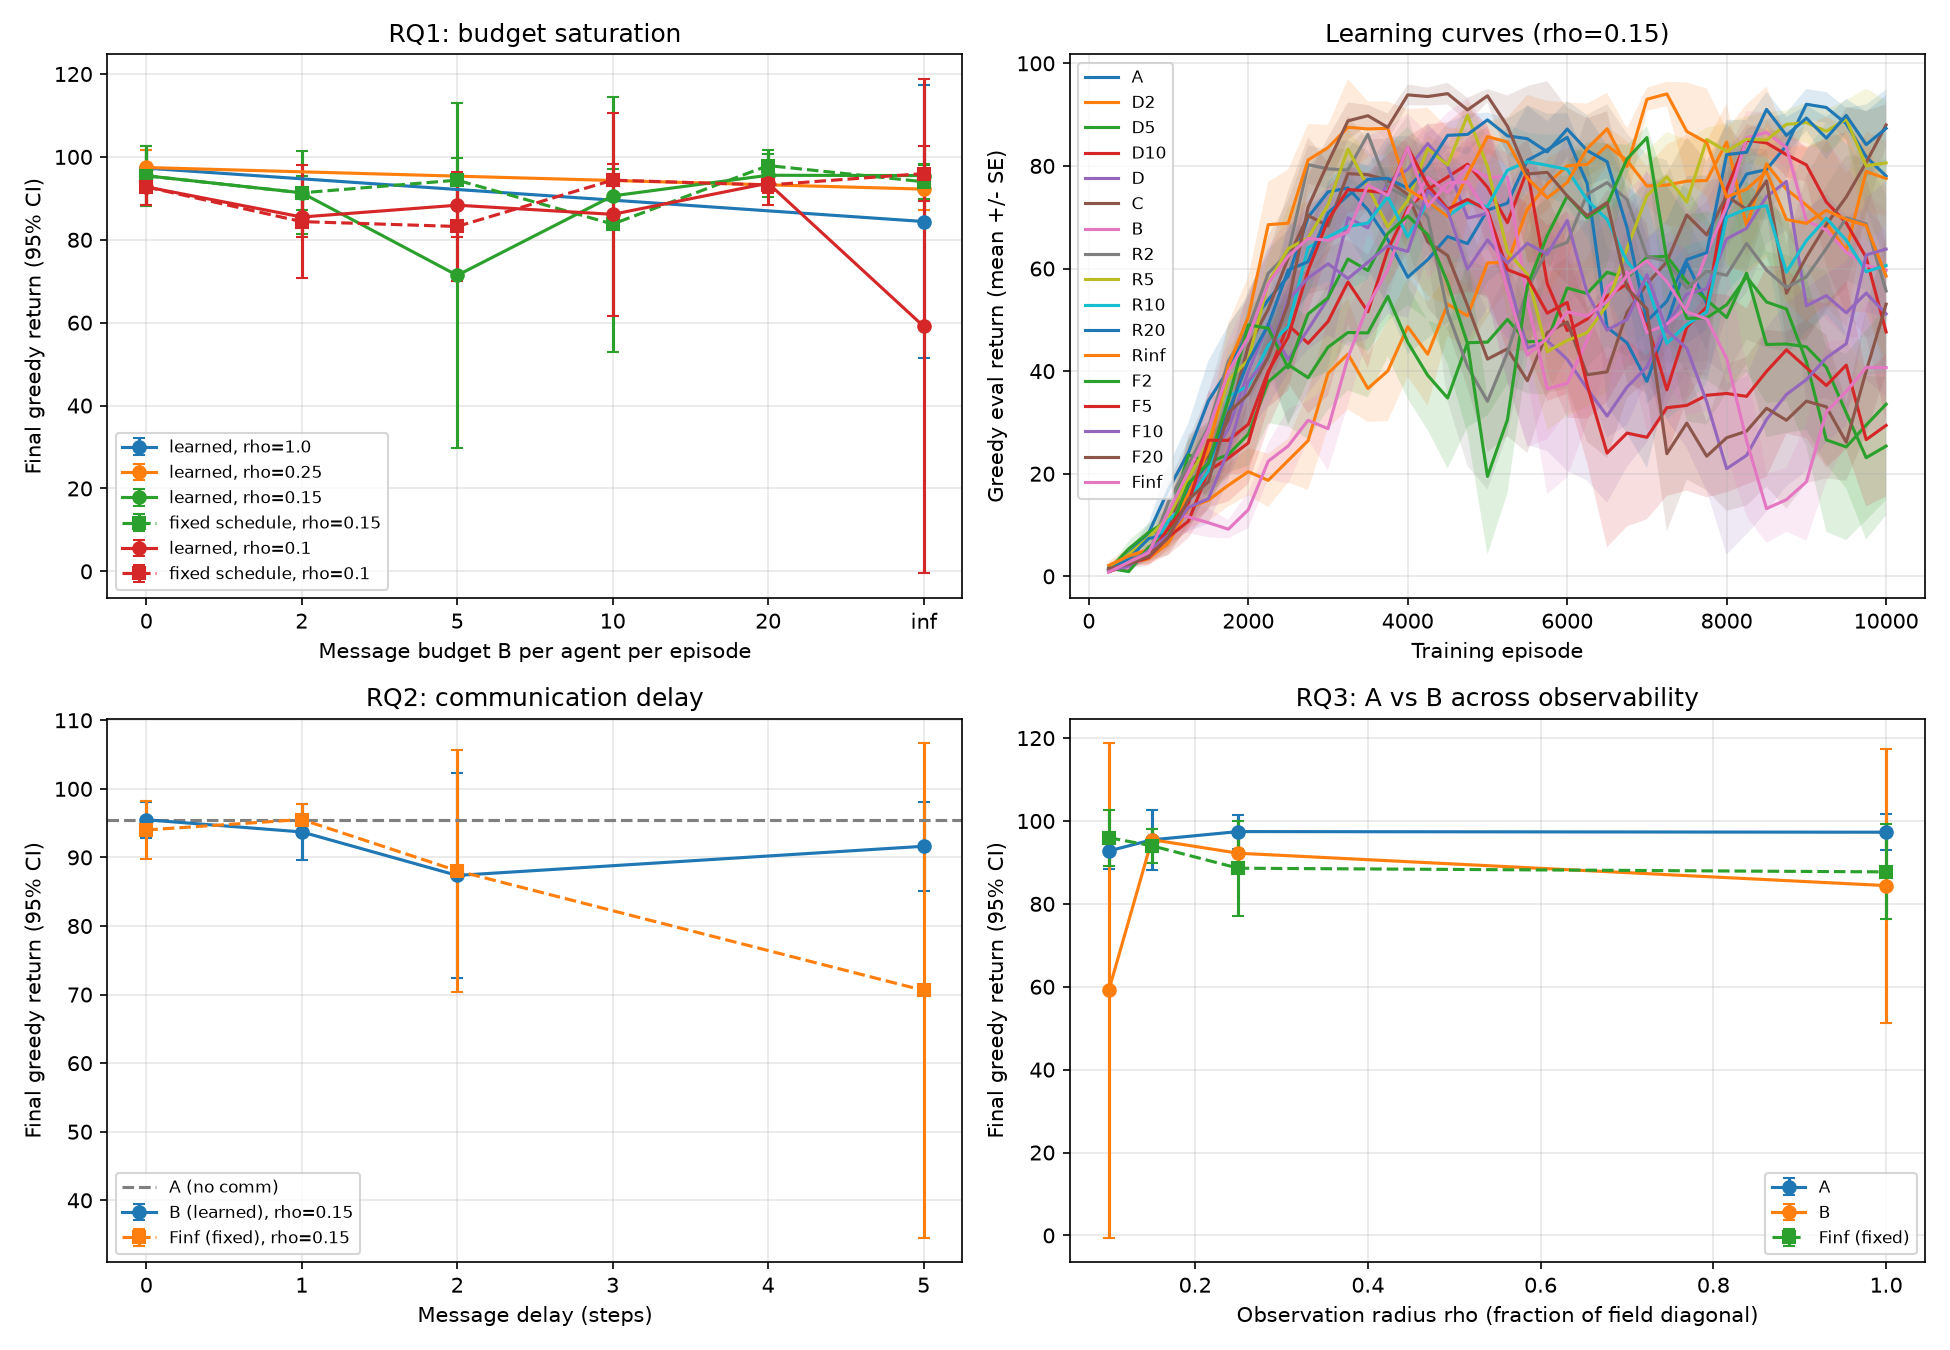 RQ1: budget saturation
Final greedy return (95% CI)
120
100
80
60
40
20
0
learned, rho=1.0
learned, rho=0.25
learned, rho=0.15
fixed schedule, rho=0.15
learned, rho=0.1
fixed schedule, rho=0.1
0
2
5
10
20
inf
Message budget B per agent per episode
Learning curves (rho=0.15)
Greedy eval return (mean +/- SE)
100
80
60
40
20
0
A
D2
D5
D10
D
C
B
R2
R5
R10
R20
Rinf
F2
F5
F10
F20
Finf
0
2000
4000
6000
8000
10000
Training episode
RQ2: communication delay
Final greedy return (95% CI)
110
100
90
80
70
60
50
40
A (no comm)
B (learned), rho=0.15
Finf (fixed), rho=0.15
0
1
2
3
4
5
Message delay (steps)
RQ3: A vs B across observability
Final greedy return (95% CI)
120
100
80
60
40
20
0
A
B
Finf (fixed)
0.2
0.4
0.6
0.8
1.0
Observation radius rho (fraction of field diagonal)